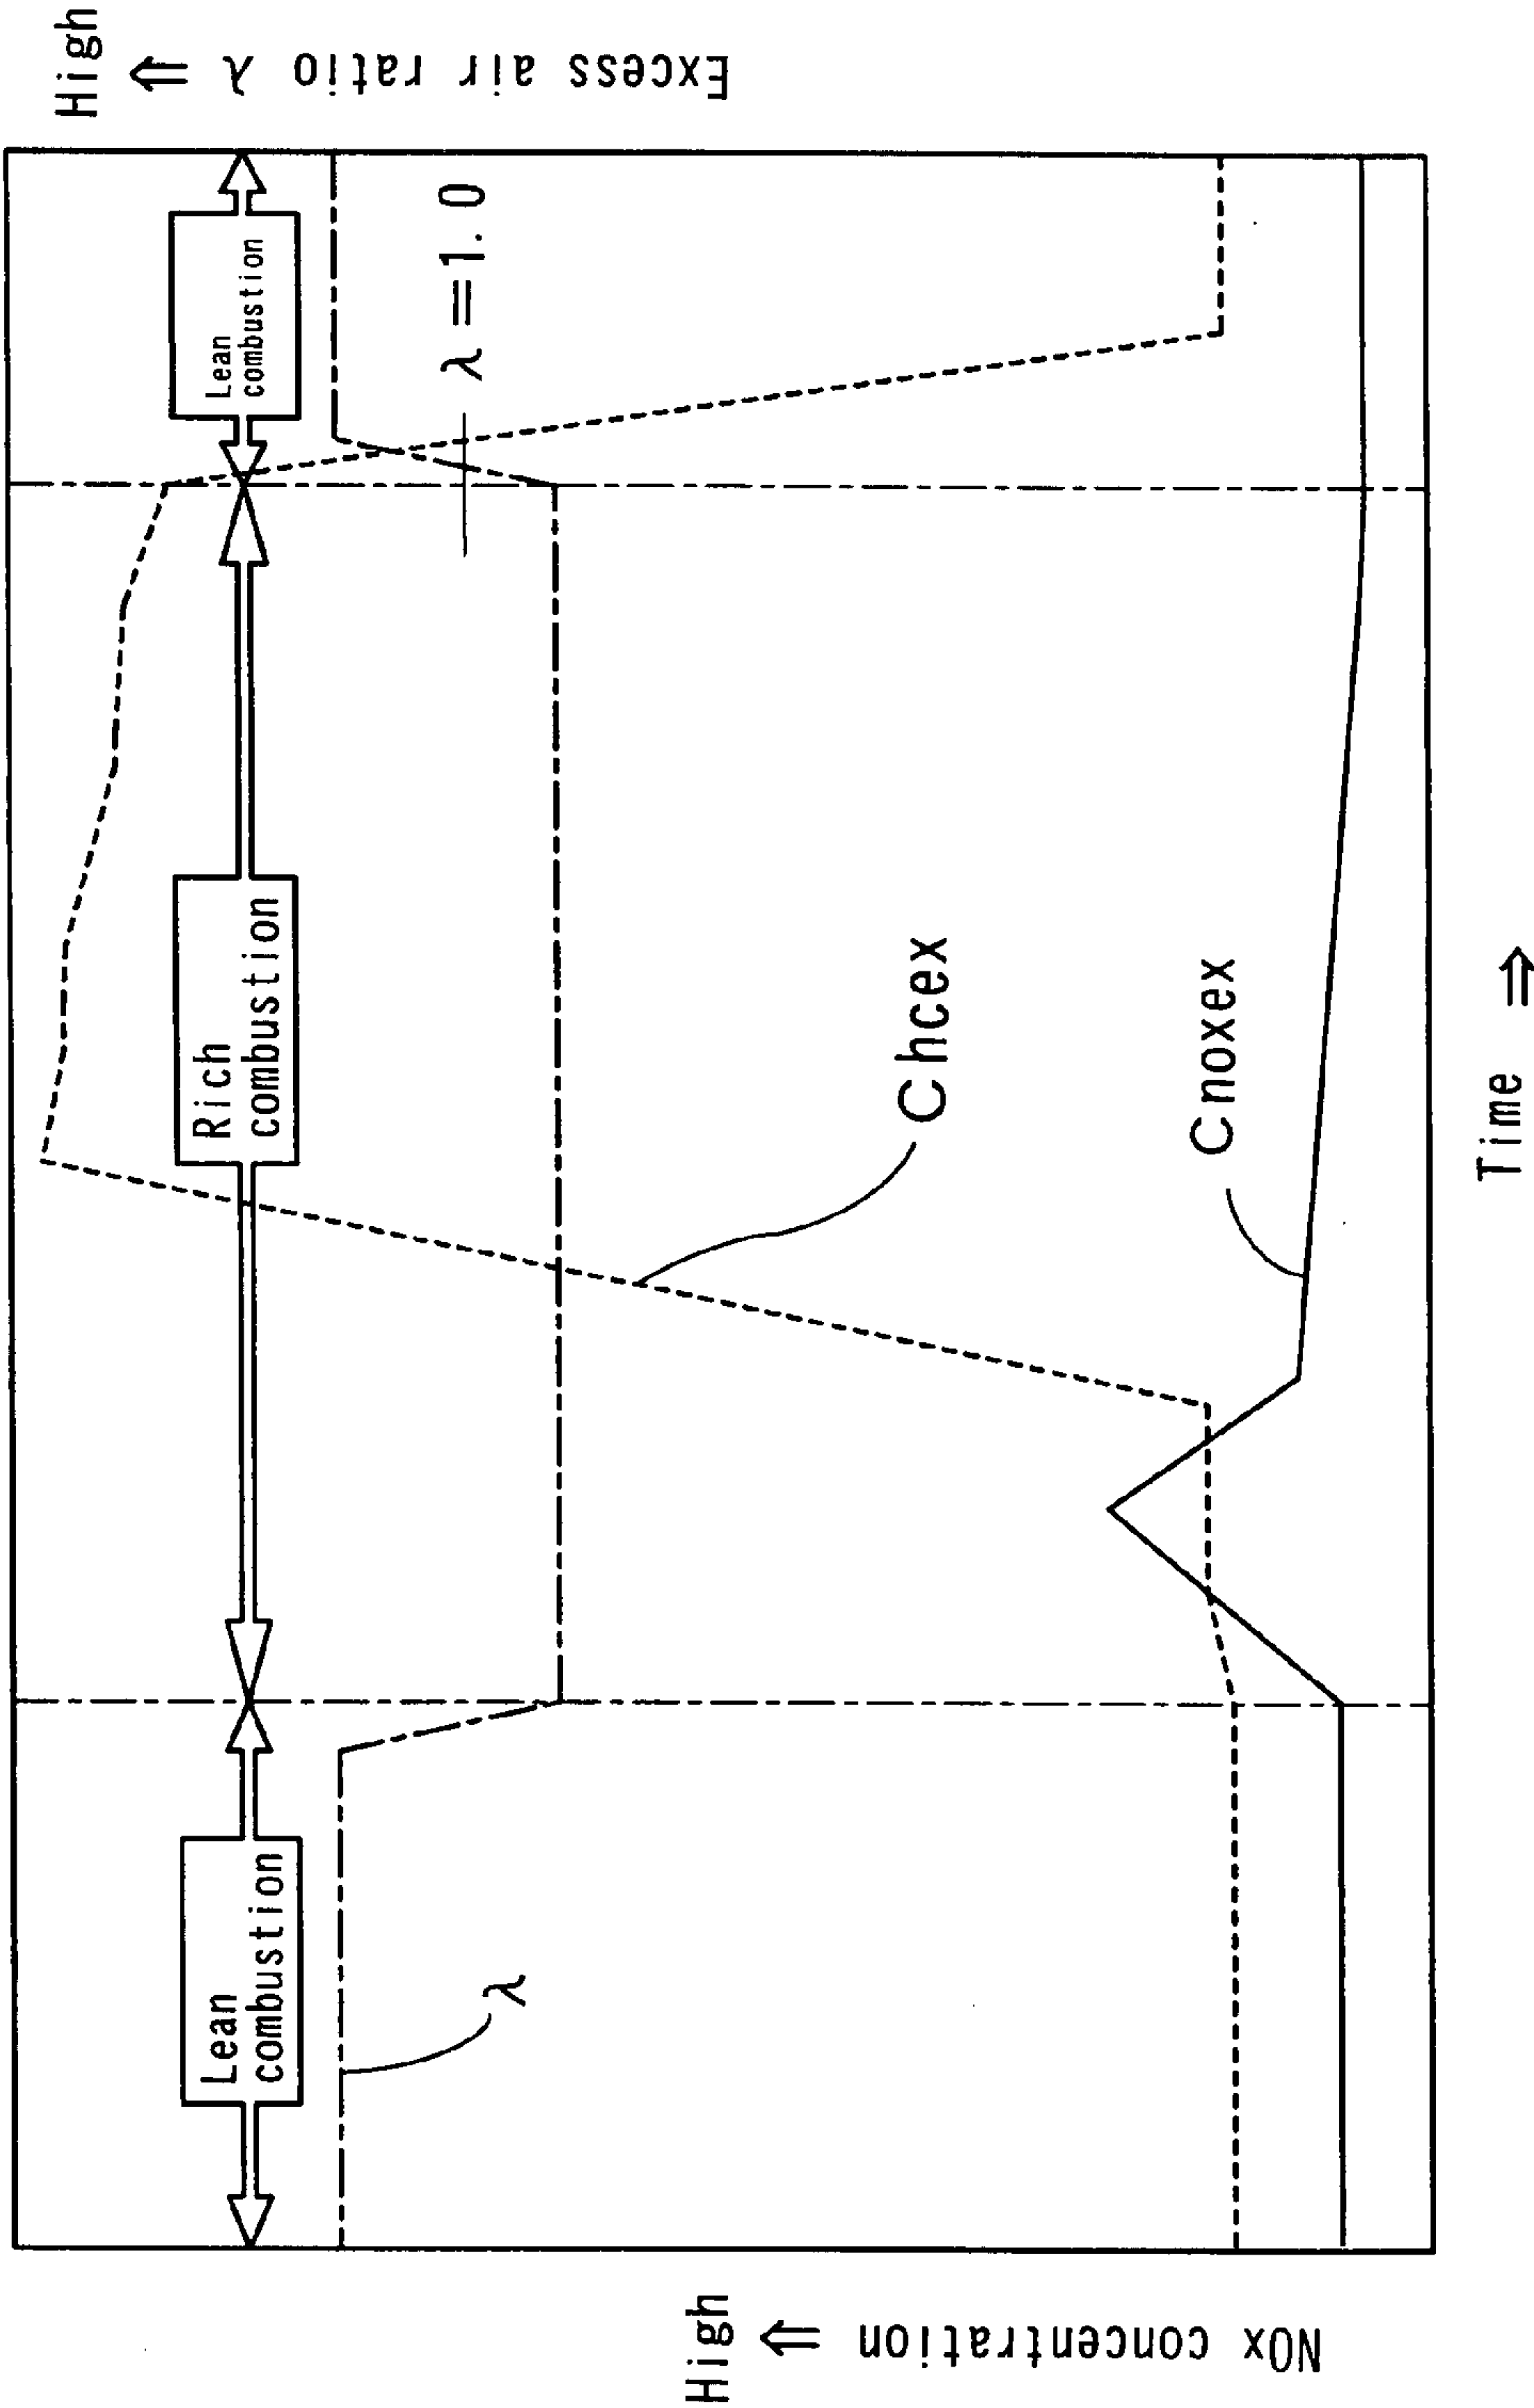 High
NOx concentration ⇒
High
Excess air ratio λ ⇒
Lean
combustion
Rich
combustion
Lean
combustion
λ
λ=1.0
Chcex
Cnoxex
Time ⇒